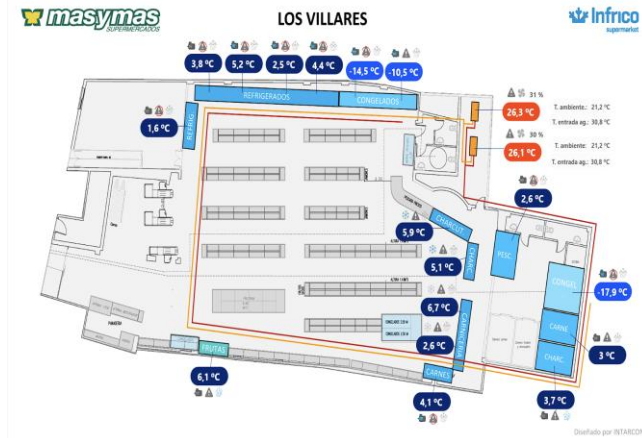 masymas
SUPERMERCADOS
LOS VILLARES
Infrico
supermarket
3,8 ºC
5,2 ºC
2,5 ºC
4,4 ºC
-14,5 ºC
-10,5 ºC
REFRIGERADOS
CONGELADOS
31 %
26,3 ºC
T. ambiente.: 21,2 ºC
T. entrada ag.: 30,8 ºC
30 %
26,1 ºC
T. ambiente: 21,2 ºC
T. entrada ag.: 30,8 ºC
1,6 ºC
REFRIG
2,6 ºC
CHARCUT
5,9 ºC
PESC.
CHARC
5,1 ºC
CONGEL
-17,9 ºC
6,7 ºC
2,6 ºC
CARNE
3 ºC
CHARC.
3,7 ºC
FRUTAS
6,1 ºC
CARNES
4,1 ºC
Diseñado por INTARCON